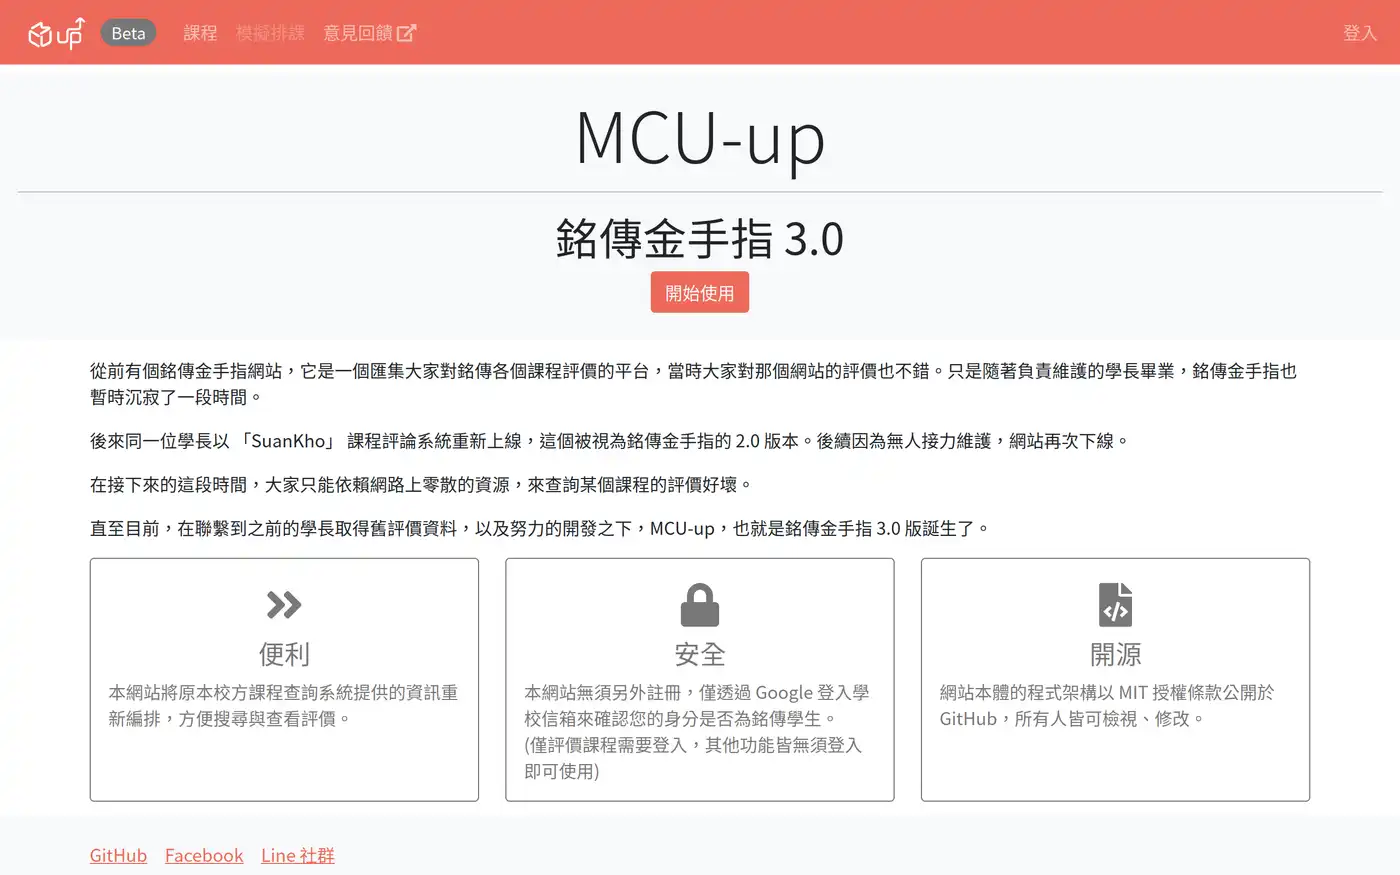 up Beta 課程 模擬排課 意見回饋 登入
MCU-up
銘傳金手指 3.0
開始使用
從前有個銘傳金手指網站，它是一個匯集大家對銘傳各個課程評價的平台，當時大家對那個網站的評價也不錯。只是隨著負責維護的學長畢業，銘傳金手指也
暫時沉寂了一段時間。
後來同一位學長以 「SuanKho」 課程評論系統重新上線，這個被視為銘傳金手指的 2.0 版本。後續因為無人接力維護，網站再次下線。
在接下來的這段時間，大家只能依賴網路上零散的資源，來查詢某個課程的評價好壞。
直至目前，在聯繫到之前的學長取得舊評價資料，以及努力的開發之下，MCU-up，也就是銘傳金手指 3.0 版誕生了。
便利
本網站將原本校方課程查詢系統提供的資訊重
新編排，方便搜尋與查看評價。
安全
本網站無須另外註冊，僅透過 Google 登入學
校信箱來確認您的身分是否為銘傳學生。
(僅評價課程需要登入，其他功能皆無須登入
即可使用)
開源
網站本體的程式架構以 MIT 授權條款公開於
GitHub，所有人皆可檢視、修改。
GitHub Facebook Line 社群